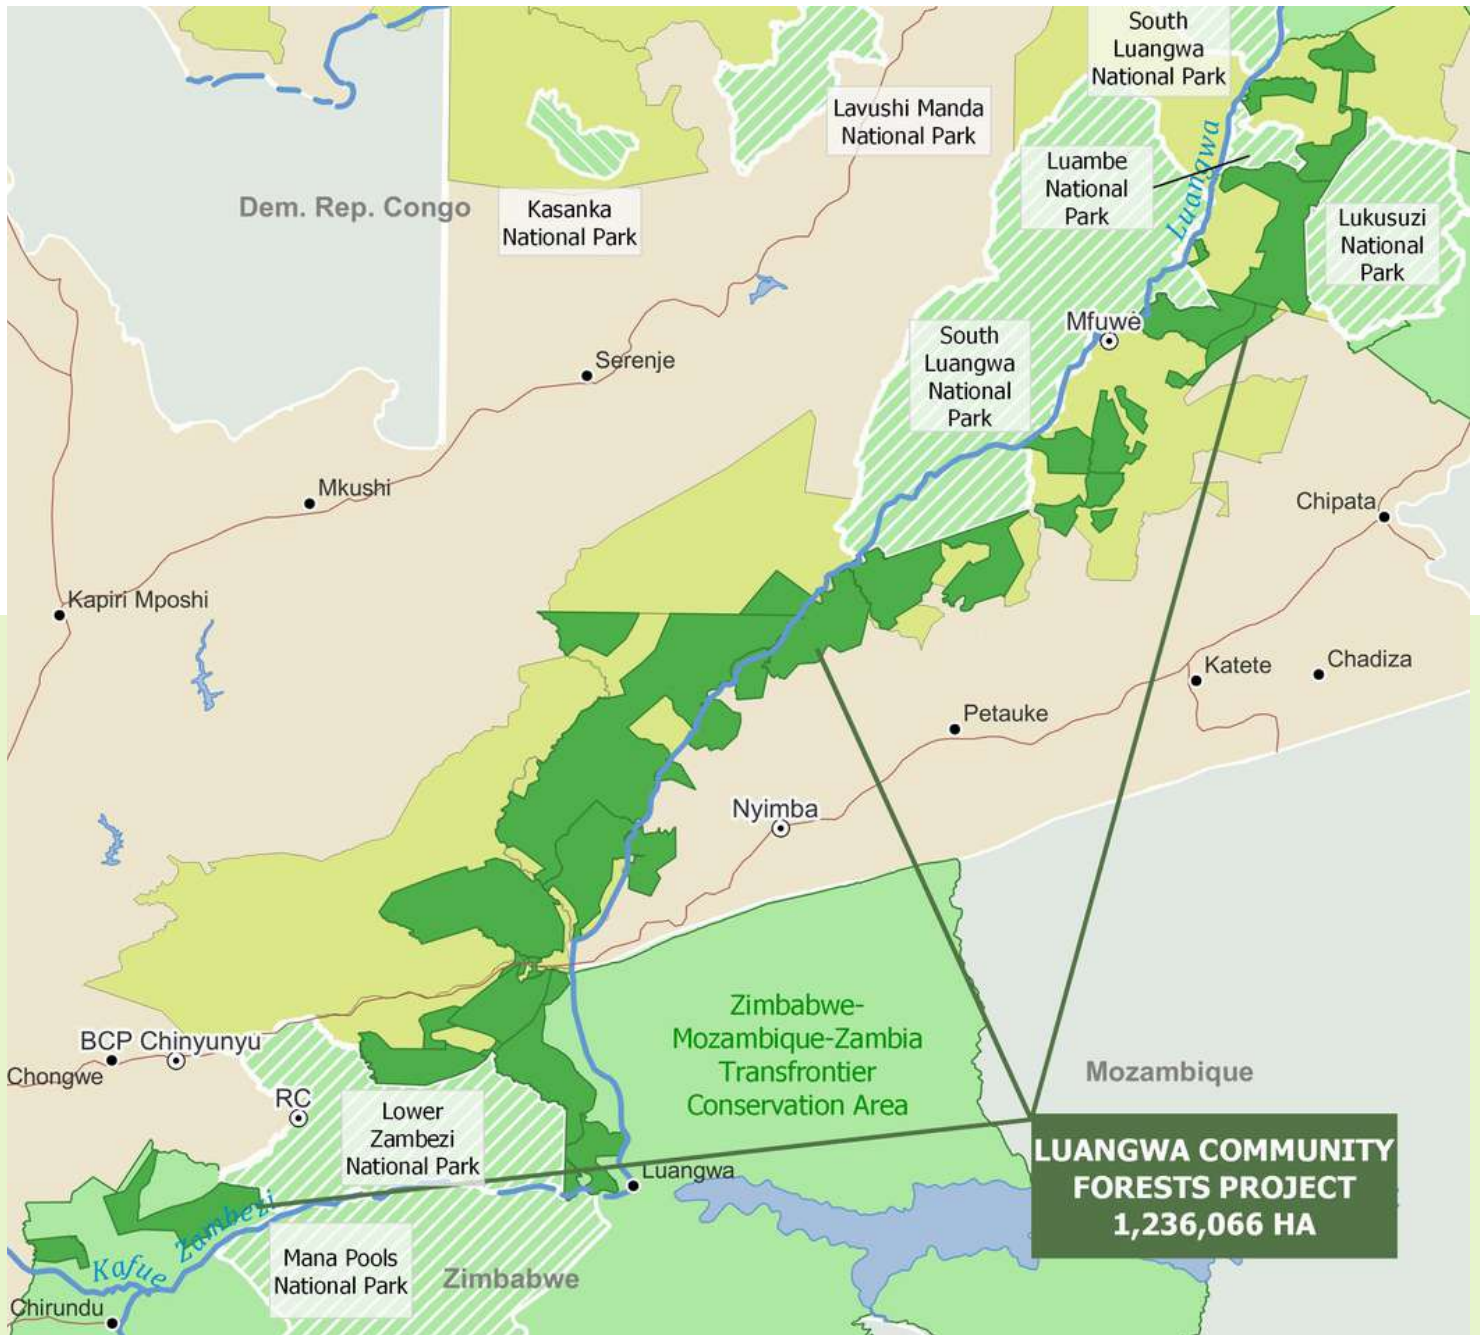 South
Luangwa
National Park
Lavushi Manda
National Park
Luambe
National
Park
Luangwa
Dem. Rep. Congo
Kasanka
National Park
Lukusuzi
National
Park
Mfuwe
South
Luangwa
National
Park
Serenje
Mkushi
Chipata
Kapiri Mposhi
Katete
Chadiza
Petauke
Nyimba
Zimbabwe-
Mozambique-Zambia
Transfrontier
Conservation Area
BCP Chinyunyu
Chongwe
Mozambique
RC
Lower
Zambezi
National Park
LUANGWA COMMUNITY
FORESTS PROJECT
1,236,066 HA
Luangwa
Zambezi
Kafue
Mana Pools
National Park
Zimbabwe
Chirundu